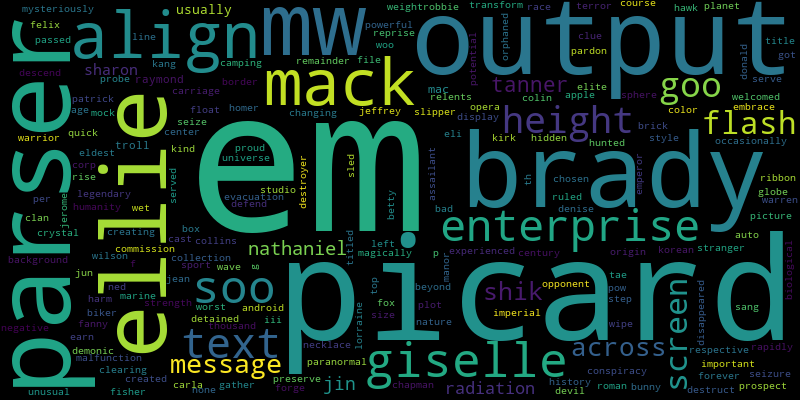 mysteriously usually weightrobbie transform race terror course hawk planet
felix passed line align mw powerful reprise woo output orphaned clue pardon title got
kang camping sharon remainder file potential donald serve
descend probe raymond border mack mac relents tanner colin elite apple sphere goo welcomed
parser patrick age mock carriage float homer changing jeffrey slipper opera display height color embrace flash
warrior quick seize center em eli kirk hidden hunted brick style occasionally
troll kind proud universe assailant brady th chosen emperor ribbon globe
eldest corp rise studio destroyer sled ruled denise warren
legendary humanity per jerome wet served evacuation defend betty bad enterprise picture
clan creating box titled auto
crystal commission cast collins nathaniel left magically p experienced century origin korean stranger
background wilson f collection
jun ellie jean sport wave ss picard top beyond manor shik opponent across screen tae pow step disappeared biological
ned harm marine strength soo android fox plot imperial sang
biker worst detained iii size nature wipe
negative fanny thousand necklace lorraine
earn demonic text giselle conspiracy respective rapidly
malfunction message paranormal important
clearing carla preserve jin chapman radiation history forever seizure
unusual created fisher none gather forge devil roman bunny destruct prospect